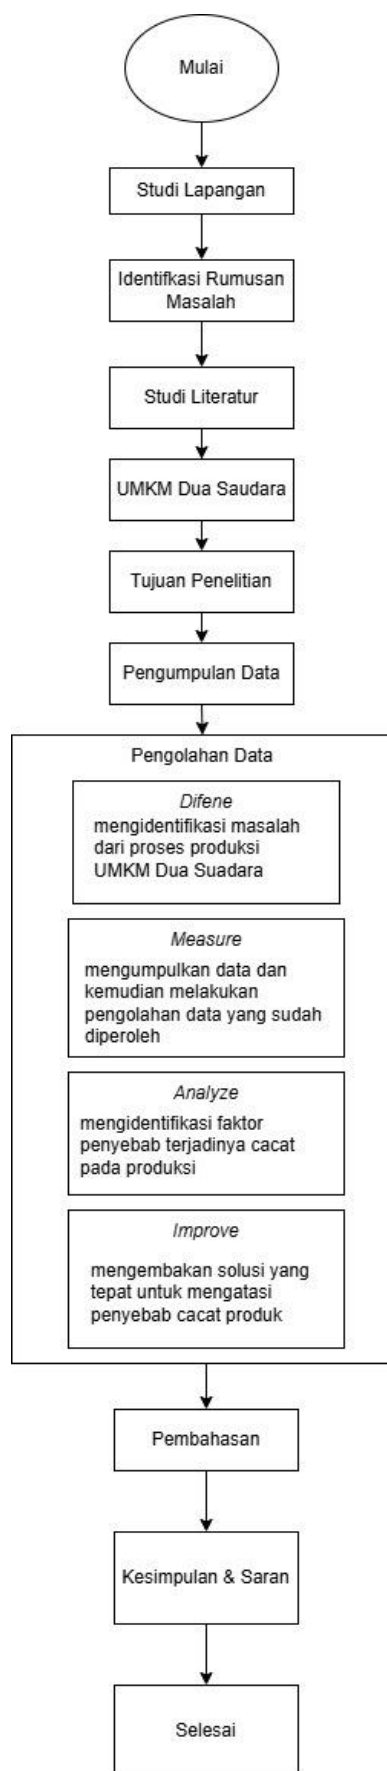 Mulai
Studi Lapangan
Identifkasi Rumusan
Masalah
Studi Literatur
UMKM Dua Saudara
Tujuan Penelitian
Pengumpulan Data
Pengolahan Data
Difene
mengidentifikasi masalah
dari proses produksi
UMKM Dua Suadara
Measure
mengumpulkan data dan
kemudian melakukan
pengolahan data yang sudah
diperoleh
Analyze
mengidentifikasi faktor
penyebab terjadinya cacat
pada produksi
Improve
mengembakan solusi yang
tepat untuk mengatasi
penyebab cacat produk
Pembahasan
Kesimpulan & Saran
Selesai